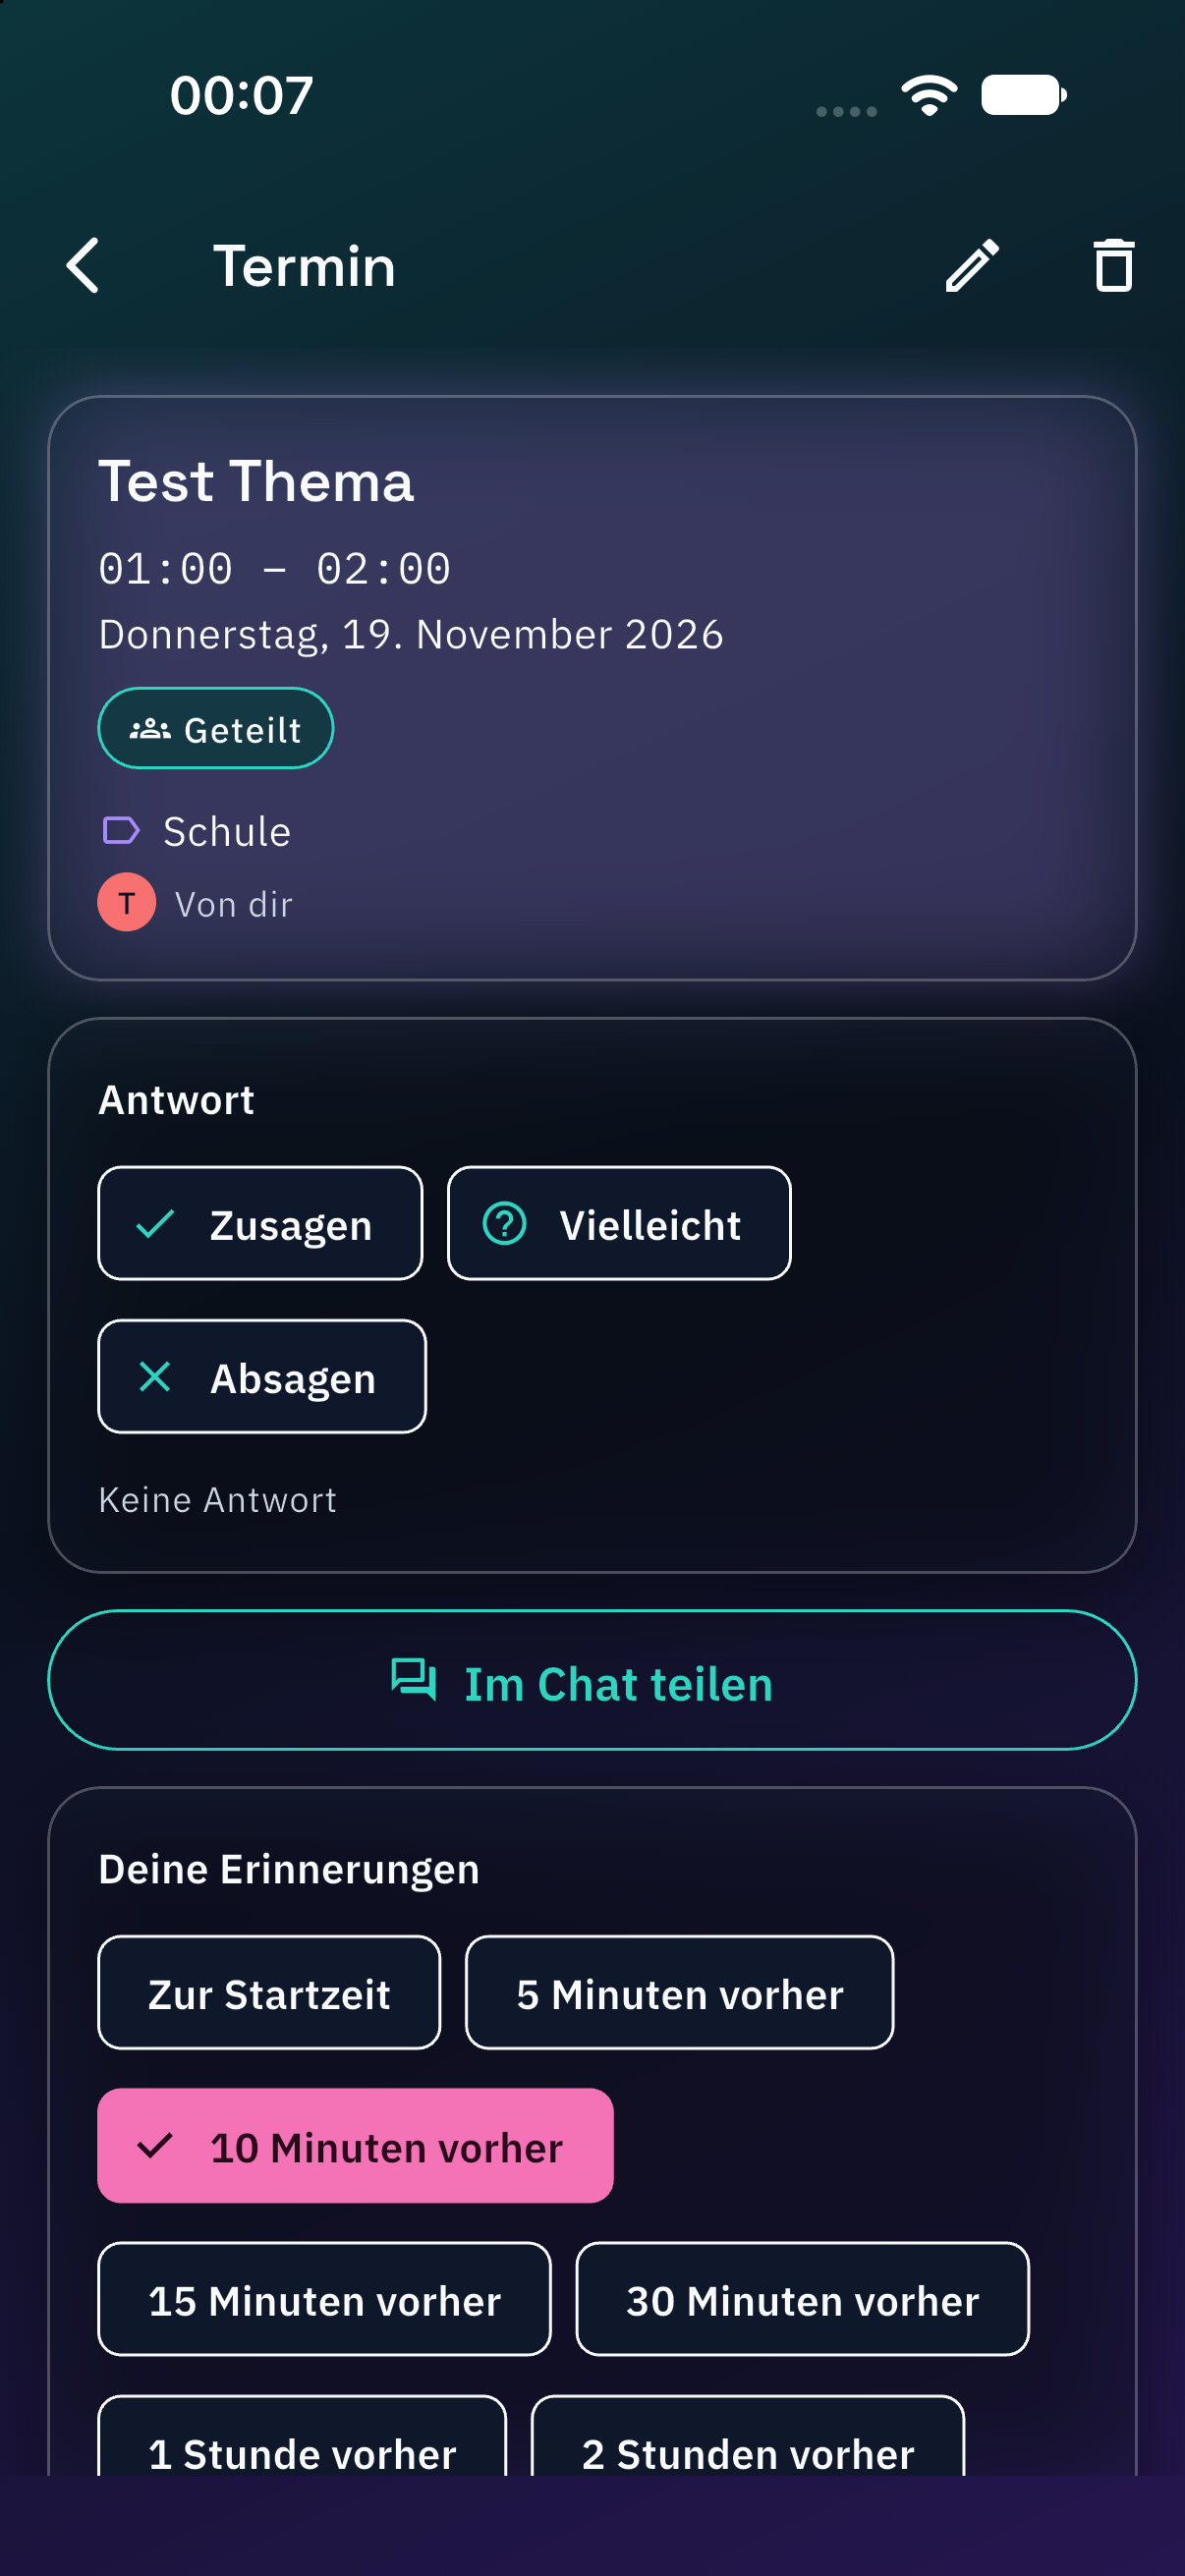 00:07
Termin
Test Thema
01:00 – 02:00
Donnerstag, 19. November 2026
Geteilt
Schule
T Von dir
Antwort
Zusagen Vielleicht
Absagen
Keine Antwort
Im Chat teilen
Deine Erinnerungen
Zur Startzeit 5 Minuten vorher
10 Minuten vorher
15 Minuten vorher 30 Minuten vorher
1 Stunde vorher 2 Stunden vorher